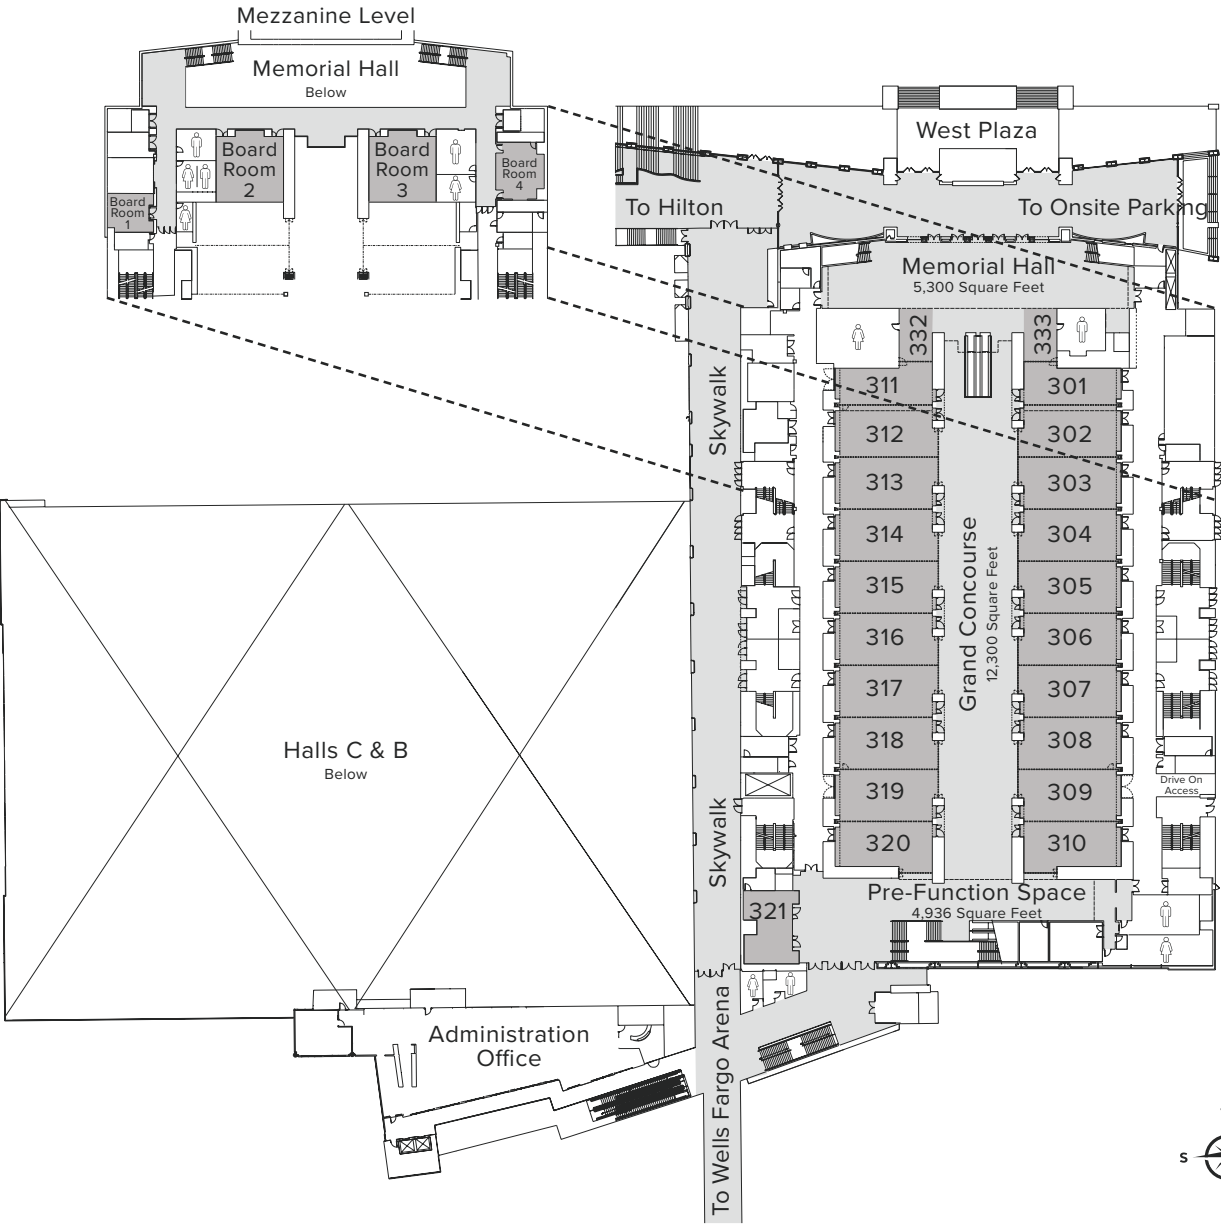 Mezzanine Level
Memorial Hall
Below
Board
Room
2
Board
Room
3
Board
Room
4
Board
Room
1
West Plaza
To Hilton
To Onsite Parking
Memorial Hall
5,300 Square Feet
332
333
311
301
312
302
313
303
314
304
315
305
316
306
317
307
318
308
319
309
320
310
Skywalk
Grand Concourse
12,300 Square Feet
Halls C & B
Below
Skywalk
Drive On
Access
321
Pre-Function Space
4,936 Square Feet
Administration
Office
To Wells Fargo Arena
S